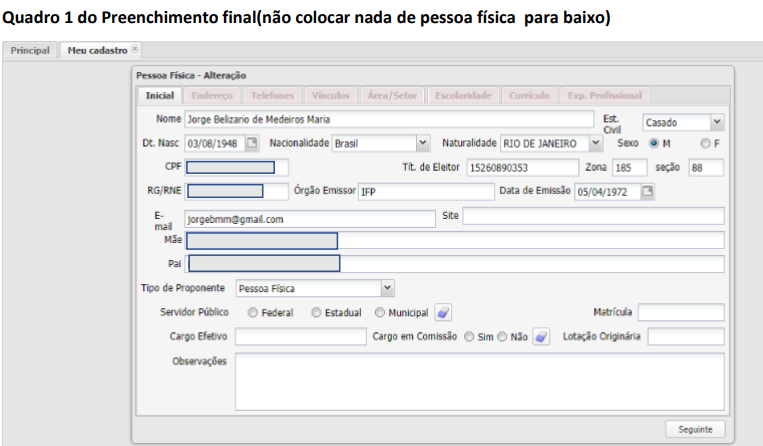 Quadro 1 do Preenchimento final(não colocar nada de pessoa física para baixo)
Principal Meu cadastro
Pessoa Física - Alteração
Inicial Endereço Telefones Vínculos Área/Setor Escolaridade Currículo Exp. Profissional
Nome Jorge Belizario de Medeiros Maria Est. Civil Casado
Dt. Nasc 03/08/1948 Nacionalidade Brasil Naturalidade RIO DE JANEIRO Sexo M F
CPF Tít. de Eleitor 15260890353 Zona 185 seção 88
RG/RNE Órgão Emissor IFP Data de Emissão 05/04/1972
E-mail jorgebmm@gmail.com Site
Mãe
Pai
Tipo de Proponente Pessoa Física
Servidor Público Federal Estadual Municipal Matrícula
Cargo Efetivo Cargo em Comissão Sim Não Lotação Originária
Observações
Seguinte